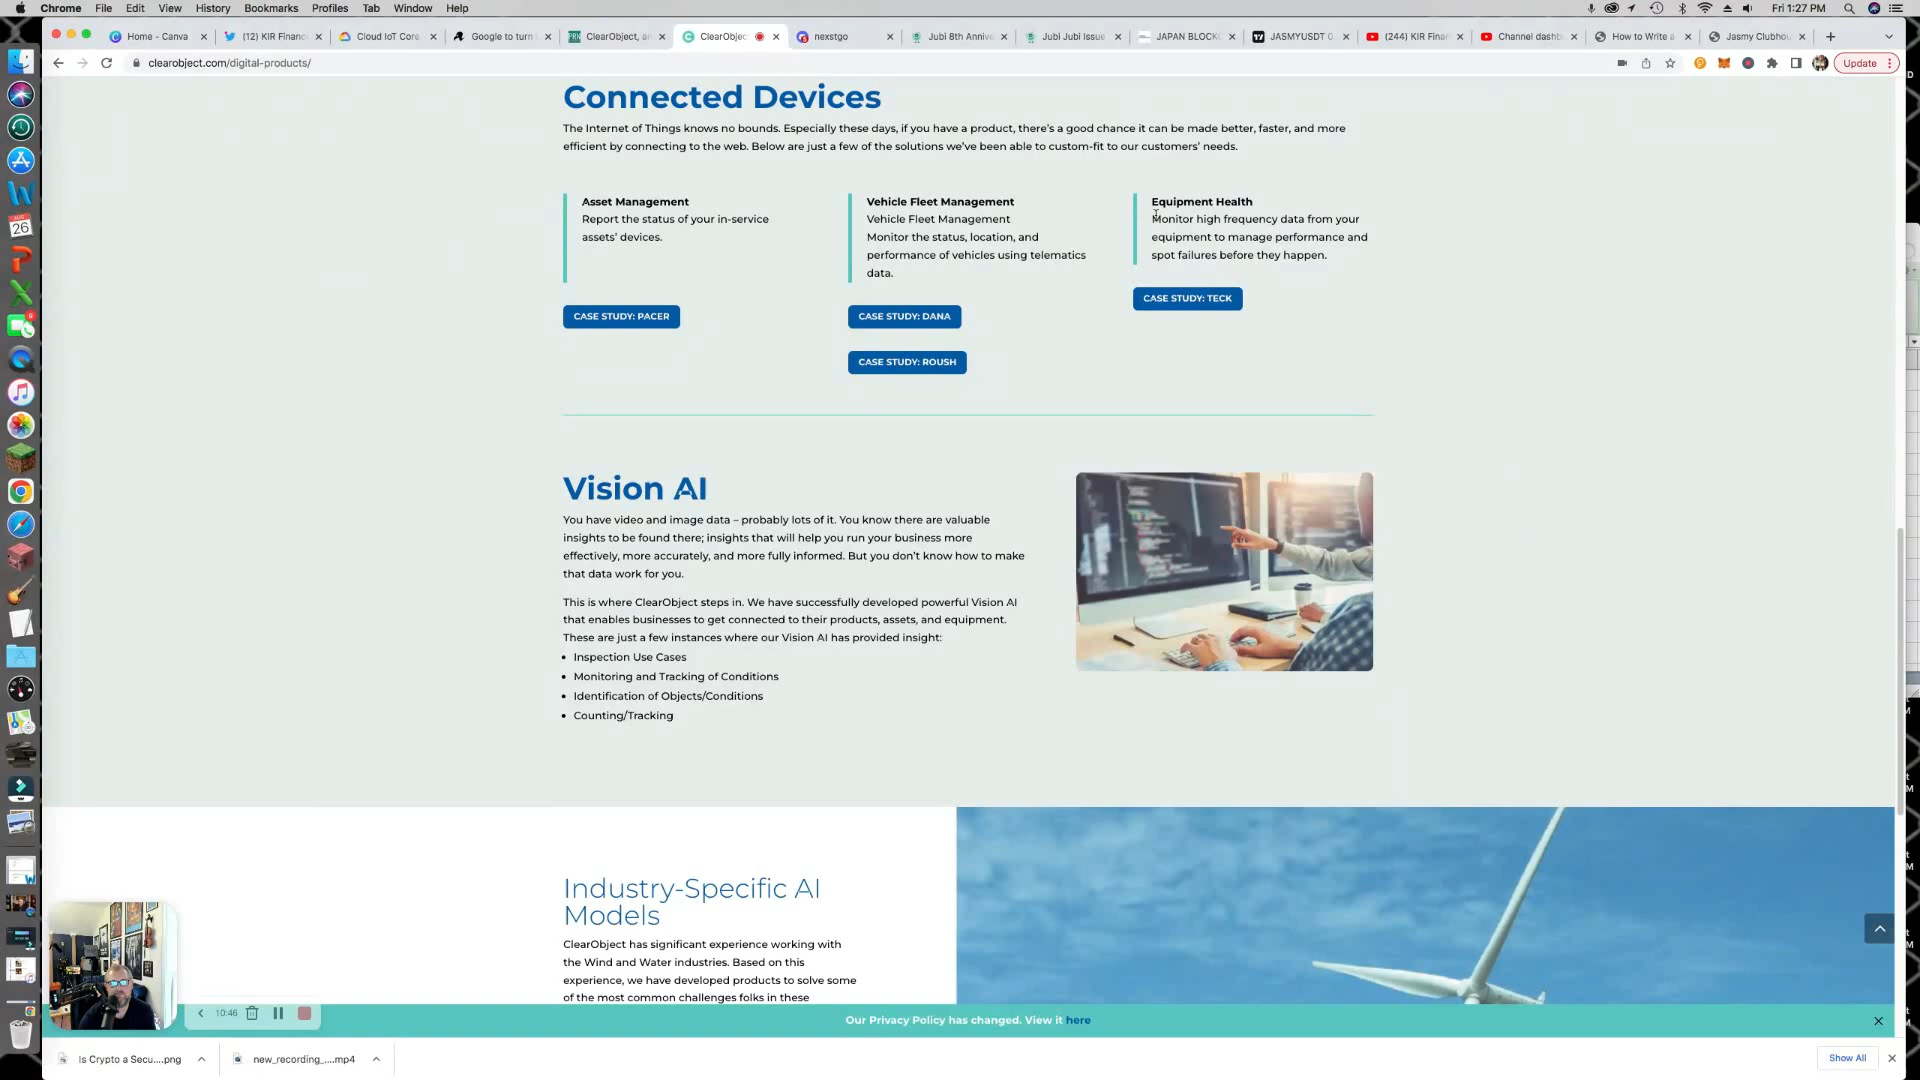 Chrome File Edit View History Bookmarks Profiles Tab Window Help
Fri 1:27 PM
Home - Canva
(12) KIR Financ
Cloud IoT Core
Google to turn
ClearObject, an
ClearObjec
nexstgo
Jubi 8th Annive
Jubi Jubi Issue
JAPAN BLOCKC
JASMYUSDT 0.
(244) KIR Finan
Channel dashb
How to Write a
Jasmy Clubhou
clearobject.com/digital-products/
Update
AUG
26
Connected Devices
The Internet of Things knows no bounds. Especially these days, if you have a product, there's a good chance it can be made better, faster, and more
efficient by connecting to the web. Below are just a few of the solutions we've been able to custom-fit to our customers' needs.
Asset Management
Report the status of your in-service
assets' devices.
CASE STUDY: PACER
Vehicle Fleet Management
Vehicle Fleet Management
Monitor the status, location, and
performance of vehicles using telematics
data.
CASE STUDY: DANA
CASE STUDY: ROUSH
Equipment Health
Monitor high frequency data from your
equipment to manage performance and
spot failures before they happen.
CASE STUDY: TECK
Vision AI
You have video and image data – probably lots of it. You know there are valuable
insights to be found there; insights that will help you run your business more
effectively, more accurately, and more fully informed. But you don't know how to make
that data work for you.
This is where ClearObject steps in. We have successfully developed powerful Vision AI
that enables businesses to get connected to their products, assets, and equipment.
These are just a few instances where our Vision AI has provided insight:
• Inspection Use Cases
• Monitoring and Tracking of Conditions
• Identification of Objects/Conditions
• Counting/Tracking
Industry-Specific AI
Models
ClearObject has significant experience working with
the Wind and Water industries. Based on this
experience, we have developed products to solve some
of the most common challenges folks in these
10:46
Our Privacy Policy has changed. View it here
Is Crypto a Secu....png
new_recording_....mp4
Show All